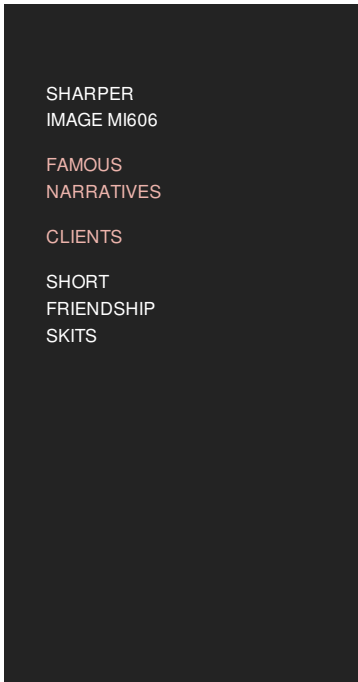 SHARPER
IMAGE MI606
FAMOUS
NARRATIVES
CLIENTS
SHORT
FRIENDSHIP
SKITS